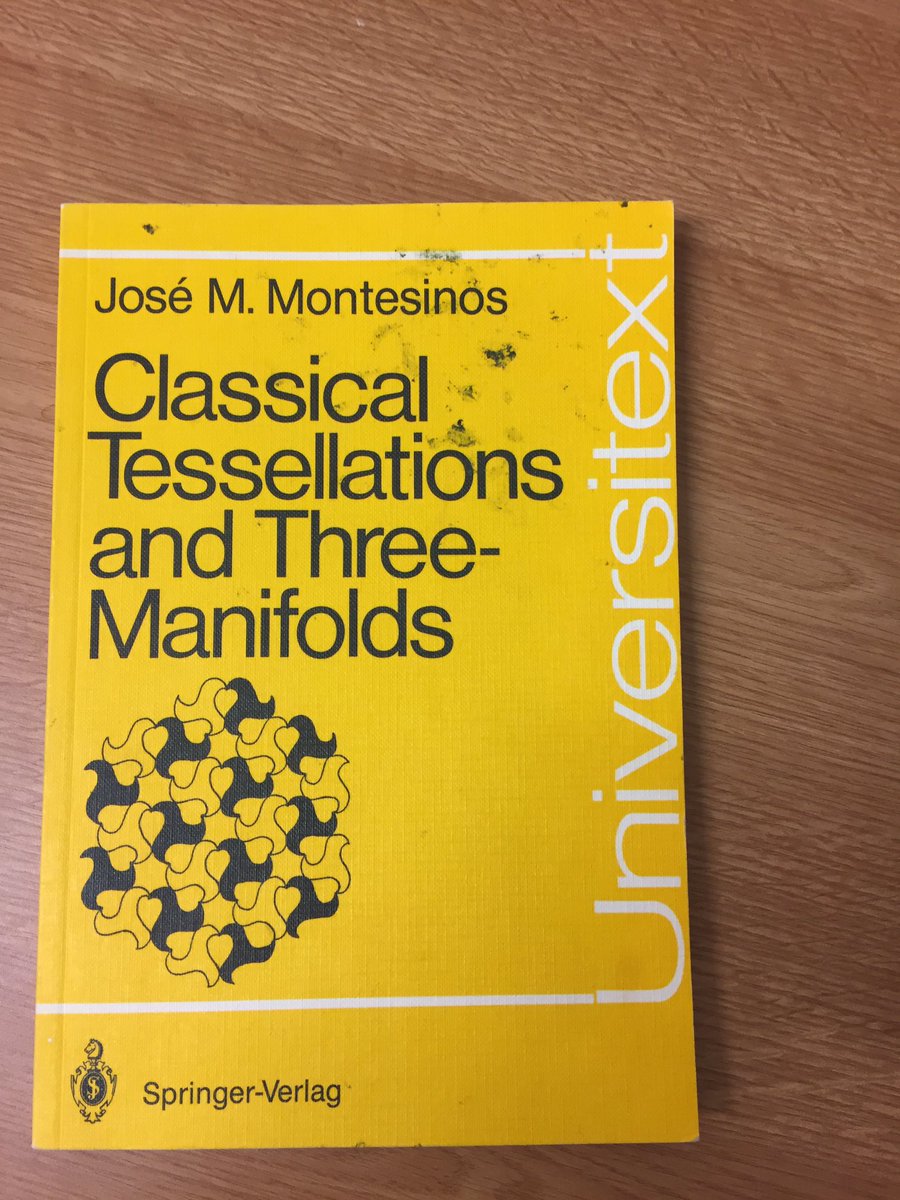 José M. Montesinos
Classical
Tessellations
and Three-
Manifolds
Universitext
Springer-Verlag